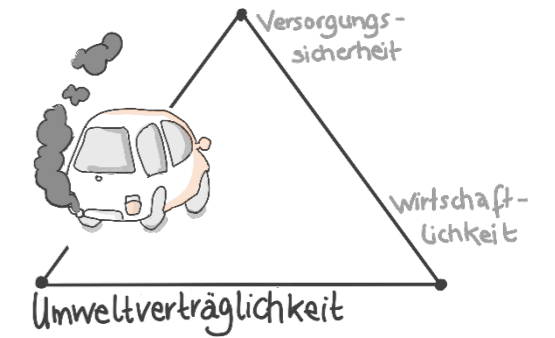 Versorgungs-
sicherheit
Wirtschaft-
lichkeit
Umweltverträglichkeit